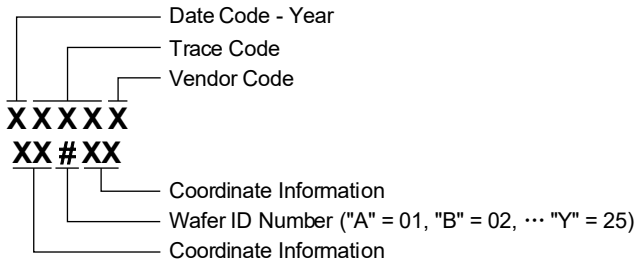 Date Code - Year
Trace Code
Vendor Code
X X X X X
XX # XX
Coordinate Information
Wafer ID Number ("A" = 01, "B" = 02, ··· "Y" = 25)
Coordinate Information